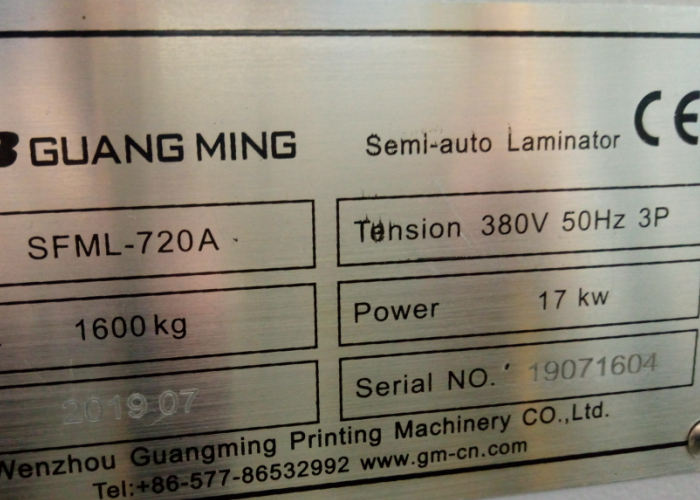 GUANG MING
Semi-auto Laminator CE
SFML-720A
Tension 380V 50Hz 3P
1600kg
Power 17 kw
2019 07
Serial NO. 19071604
Wenzhou Guangming Printing Machinery CO.,Ltd.
Tel:+86-577-86532992 www.gm-cn.com